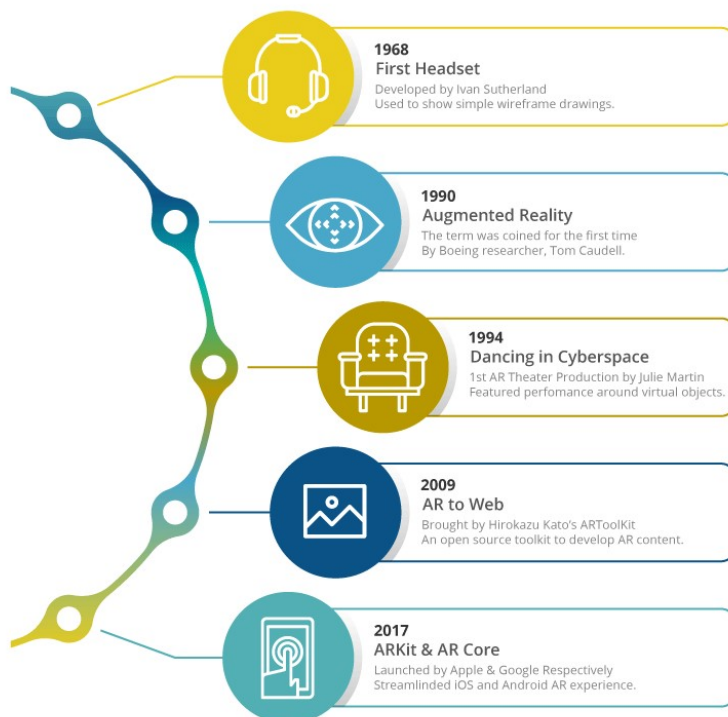 1968
First Headset
Developed by Ivan Sutherland
Used to show simple wireframe drawings.
1990
Augmented Reality
The term was coined for the first time
By Boeing researcher, Tom Caudell.
1994
Dancing in Cyberspace
1st AR Theater Production by Julie Martin
Featured perfomance around virtual objects.
2009
AR to Web
Brought by Hirokazu Kato's ARToolKit
An open source toolkit to develop AR content.
2017
ARKit & AR Core
Launched by Apple & Google Respectively
Streamlinded iOS and Android AR experience.